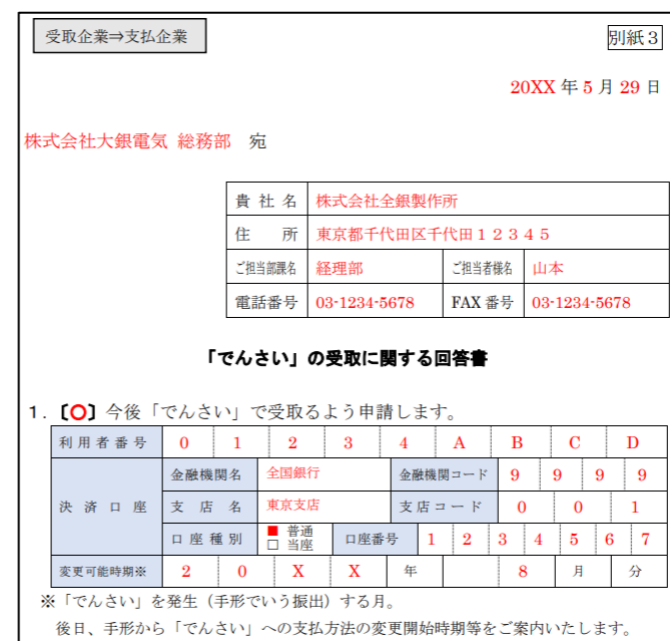 受取企業⇒支払企業
別紙３
20XX 年 5 月 29 日
株式会社大銀電気 総務部 宛
貴 社 名 株式会社全銀製作所
住 所 東京都千代田区千代田１２３４５
ご担当部課名 経理部 ご担当者様名 山本
電話番号 03-1234-5678 FAX 番号 03-1234-5678
「でんさい」の受取に関する回答書
１．〔〇〕今後「でんさい」で受取るよう申請します。
利用者番号 0 1 2 3 4 A B C D
決済口座 金融機関名 全国銀行 金融機関コード 9 9 9 9
支 店 名 東京支店 支店コード 0 0 1
口座種別 ■ 普通 □ 当座 口座番号 1 2 3 4 5 6 7
変更可能時期※ 2 0 X X 年 8 月 分
※「でんさい」を発生（手形でいう振出）する月。
後日、手形から「でんさい」への支払方法の変更開始時期等をご案内いたします。